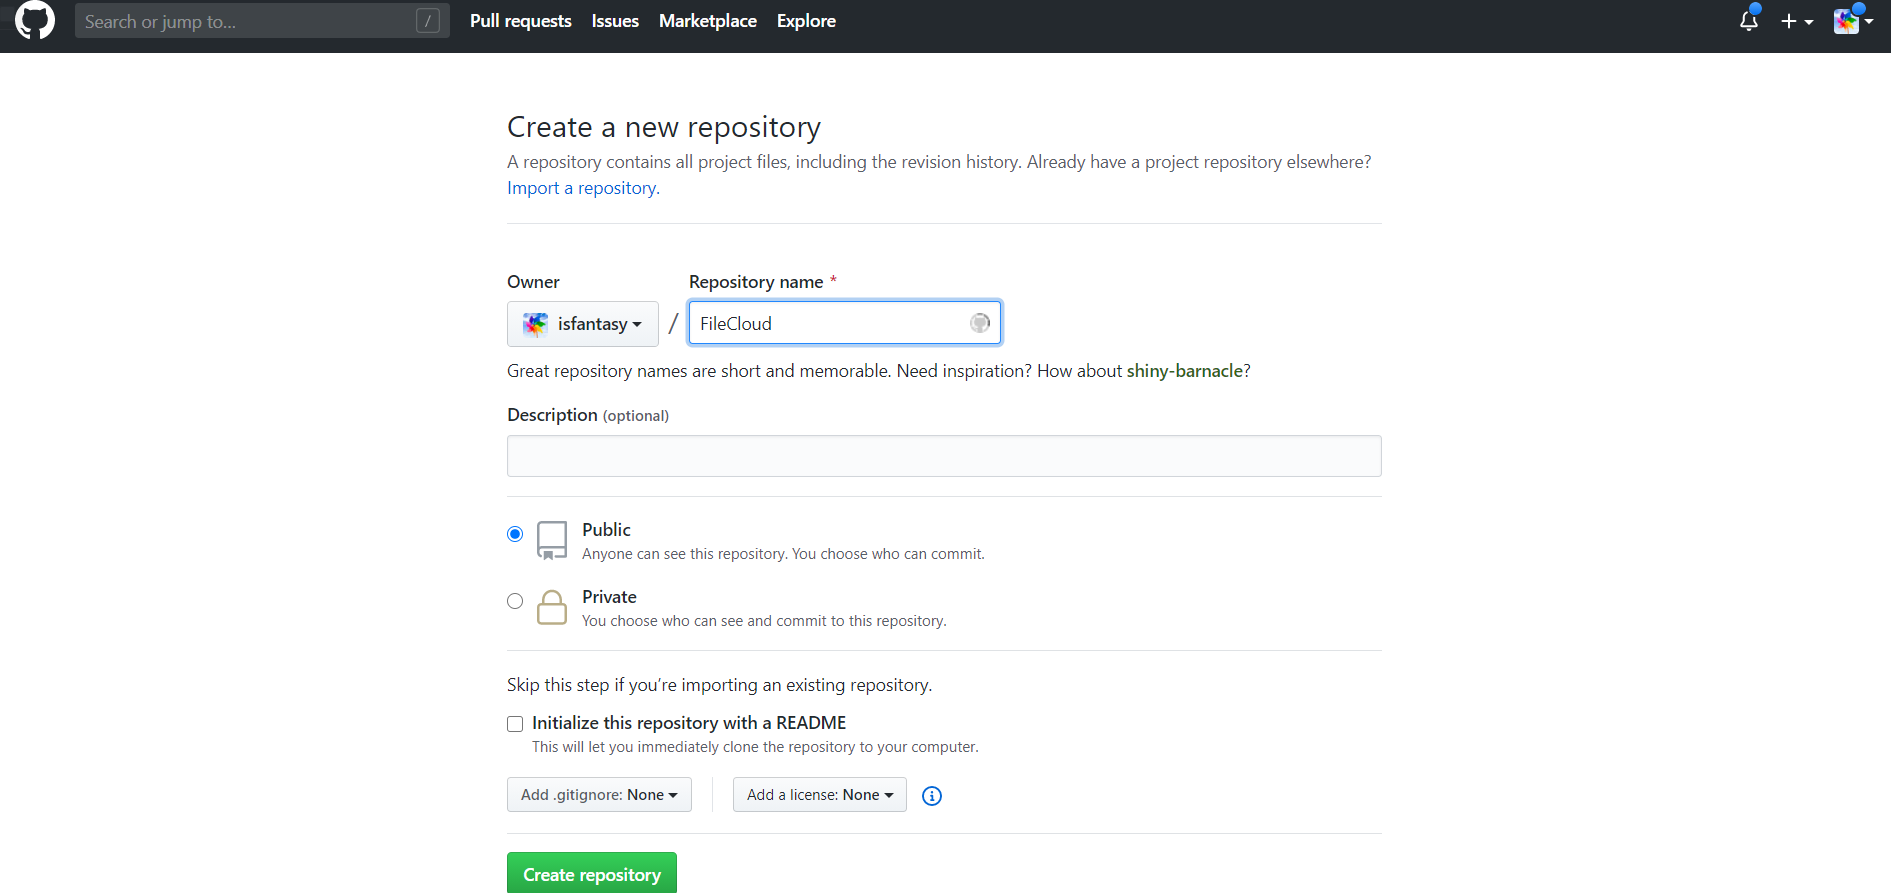 Search or jump to... / Pull requests Issues Marketplace Explore
Create a new repository
A repository contains all project files, including the revision history. Already have a project repository elsewhere?
Import a repository.
Owner Repository name *
isfantasy / FileCloud
Great repository names are short and memorable. Need inspiration? How about shiny-barnacle?
Description (optional)
Public
Anyone can see this repository. You choose who can commit.
Private
You choose who can see and commit to this repository.
Skip this step if you’re importing an existing repository.
Initialize this repository with a README
This will let you immediately clone the repository to your computer.
Add .gitignore: None Add a license: None
Create repository